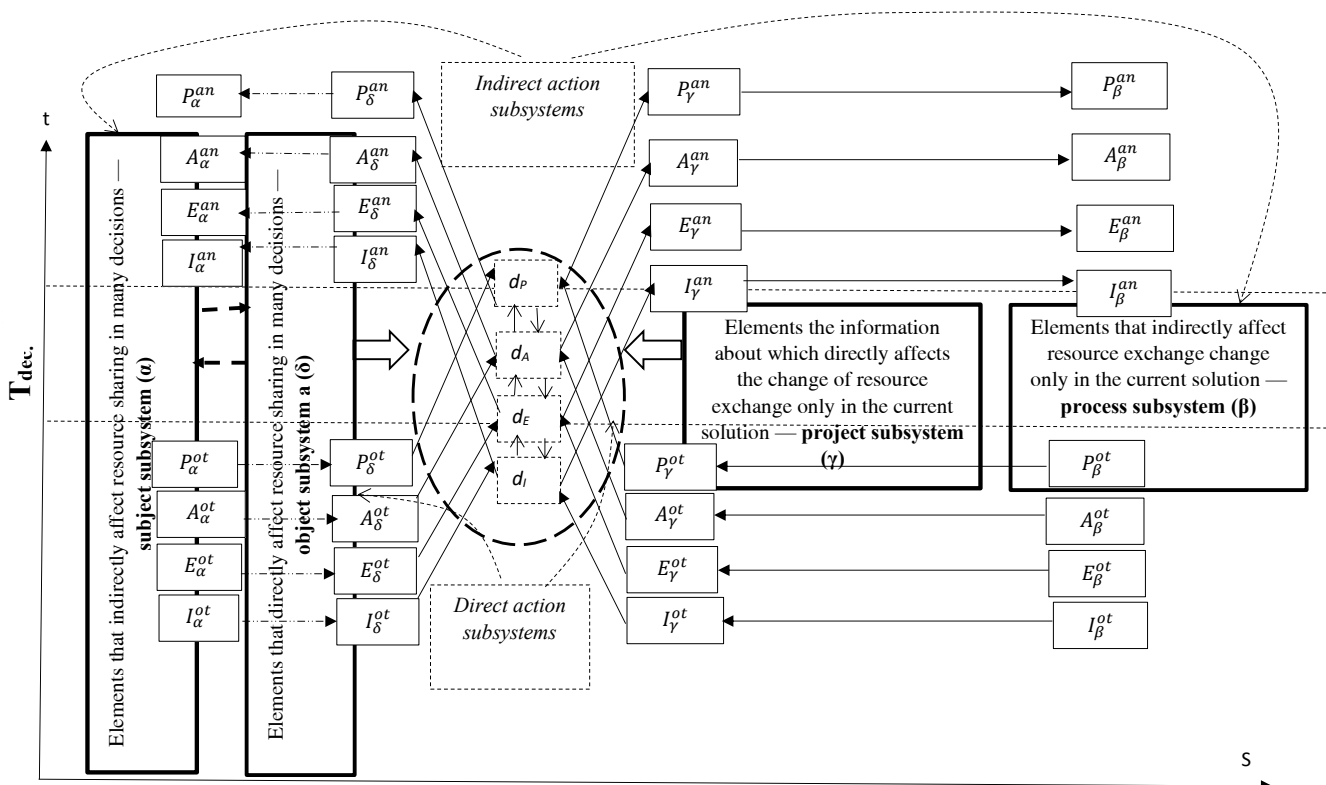 Indirect action
subsystems
t
T_dec.
S
P_α^an
P_δ^an
P_γ^an
P_β^an
A_α^an
A_δ^an
A_γ^an
A_β^an
E_α^an
E_δ^an
E_γ^an
E_β^an
I_α^an
I_δ^an
I_γ^an
I_β^an
Elements that indirectly affect resource sharing in many decisions —
subject subsystem (α)
Elements that directly affect resource sharing in many decisions —
object subsystem a (δ)
d_P
d_A
d_E
d_I
Elements the information
about which directly affects
the change of resource
exchange only in the current
solution — project subsystem
(γ)
Elements that indirectly affect
resource exchange change
only in the current solution —
process subsystem (β)
P_α^ot
P_δ^ot
P_γ^ot
P_β^ot
A_α^ot
A_δ^ot
A_γ^ot
A_β^ot
E_α^ot
E_δ^ot
E_γ^ot
E_β^ot
I_α^ot
I_δ^ot
I_γ^ot
I_β^ot
Direct action
subsystems